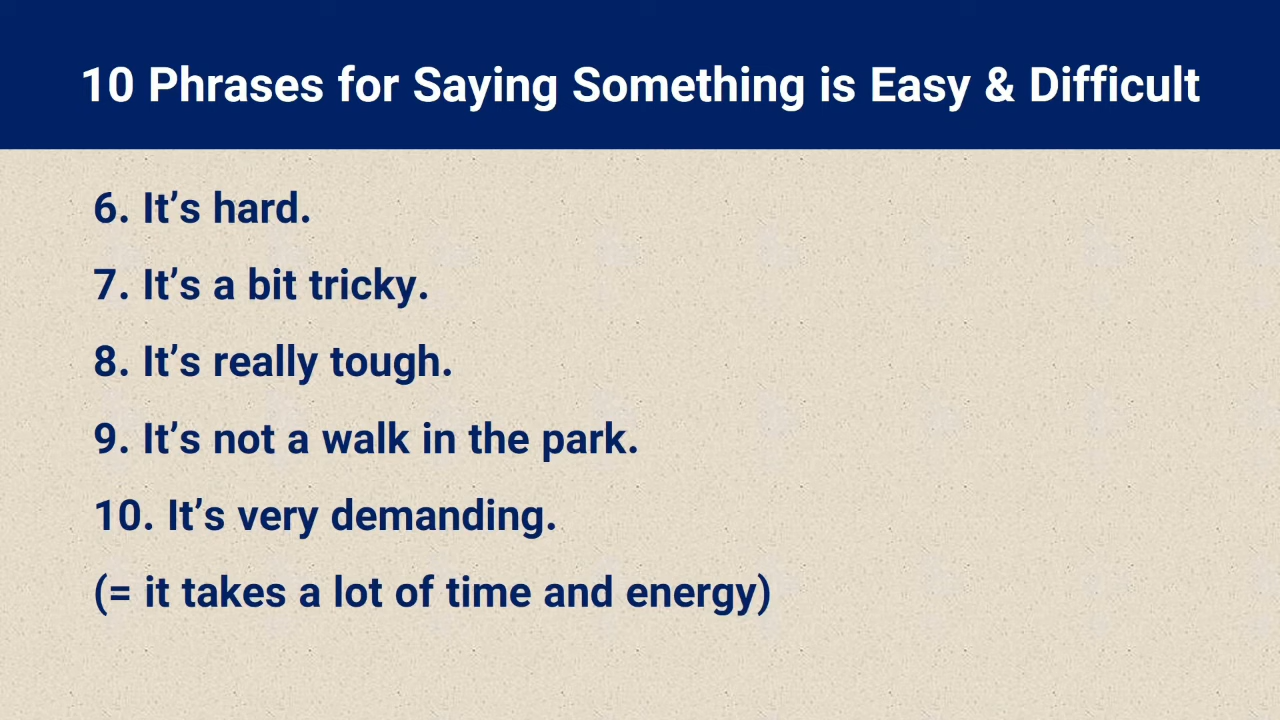 10 Phrases for Saying Something is Easy & Difficult
6. It’s hard.
7. It’s a bit tricky.
8. It’s really tough.
9. It’s not a walk in the park.
10. It’s very demanding.
(= it takes a lot of time and energy)